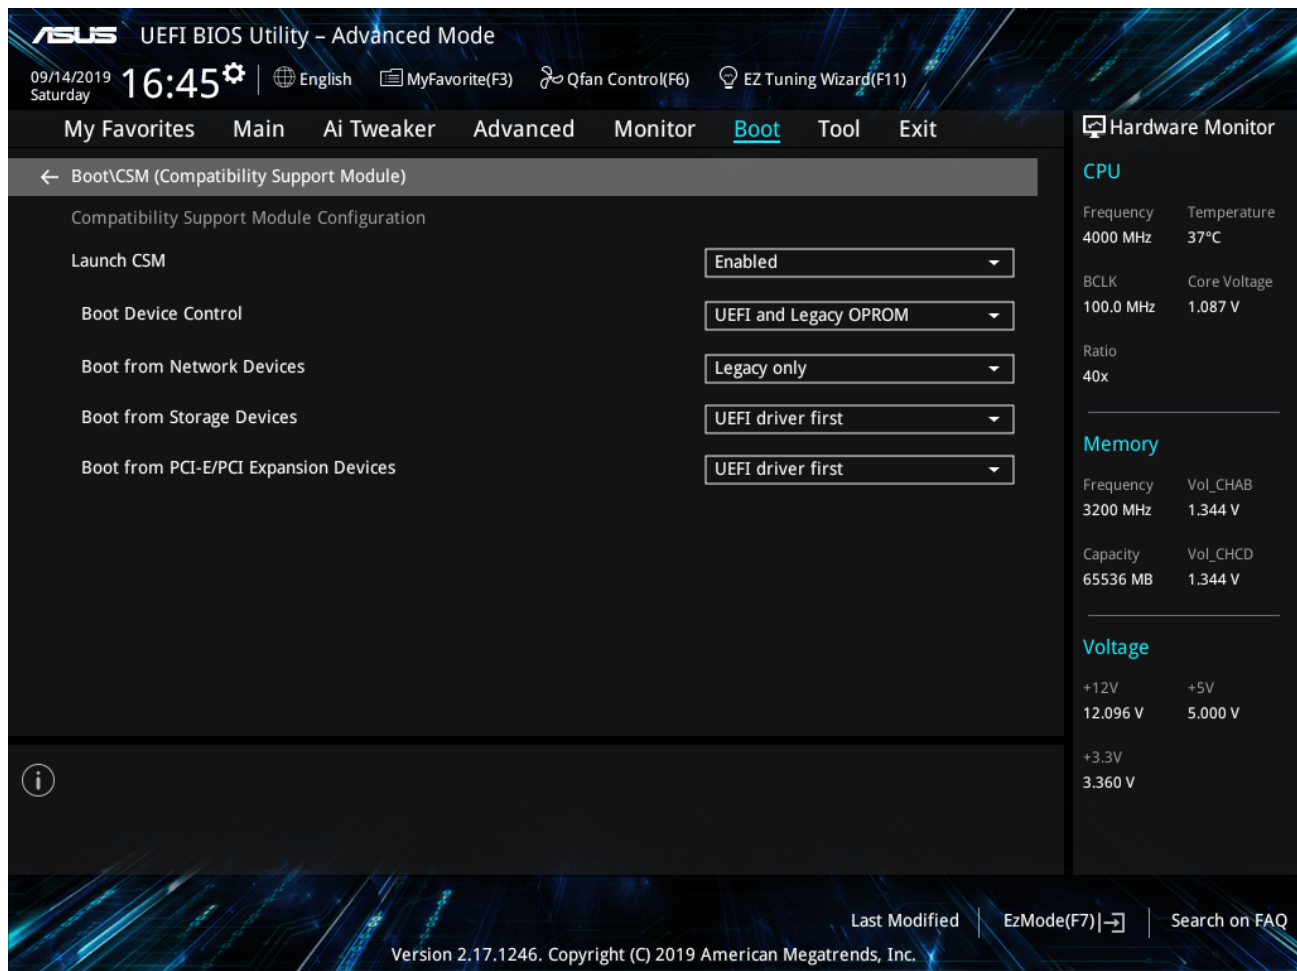 ASUS UEFI BIOS Utility – Advanced Mode
09/14/2019 Saturday 16:45 English MyFavorite(F3) Qfan Control(F6) EZ Tuning Wizard(F11)
My Favorites Main Ai Tweaker Advanced Monitor Boot Tool Exit
Boot\CSM (Compatibility Support Module)
Compatibility Support Module Configuration
Launch CSM Enabled
Boot Device Control UEFI and Legacy OPROM
Boot from Network Devices Legacy only
Boot from Storage Devices UEFI driver first
Boot from PCI-E/PCI Expansion Devices UEFI driver first
Hardware Monitor
CPU
Frequency Temperature
4000 MHz 37°C
BCLK Core Voltage
100.0 MHz 1.087 V
Ratio
40x
Memory
Frequency Vol_CHAB
3200 MHz 1.344 V
Capacity Vol_CHCD
65536 MB 1.344 V
Voltage
+12V +5V
12.096 V 5.000 V
+3.3V
3.360 V
Last Modified EzMode(F7) Search on FAQ
Version 2.17.1246. Copyright (C) 2019 American Megatrends, Inc.